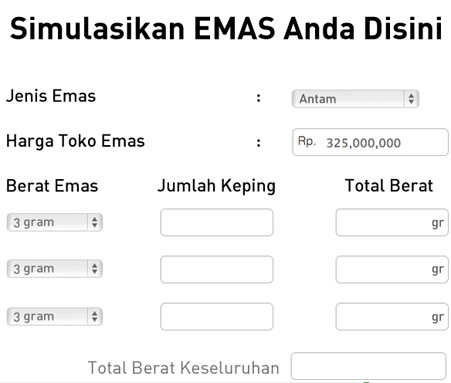 Simulasikan EMAS Anda Disini
Jenis Emas : Antam
Harga Toko Emas : Rp. 325,000,000
Berat Emas Jumlah Keping Total Berat
3 gram gr
3 gram gr
3 gram gr
Total Berat Keseluruhan